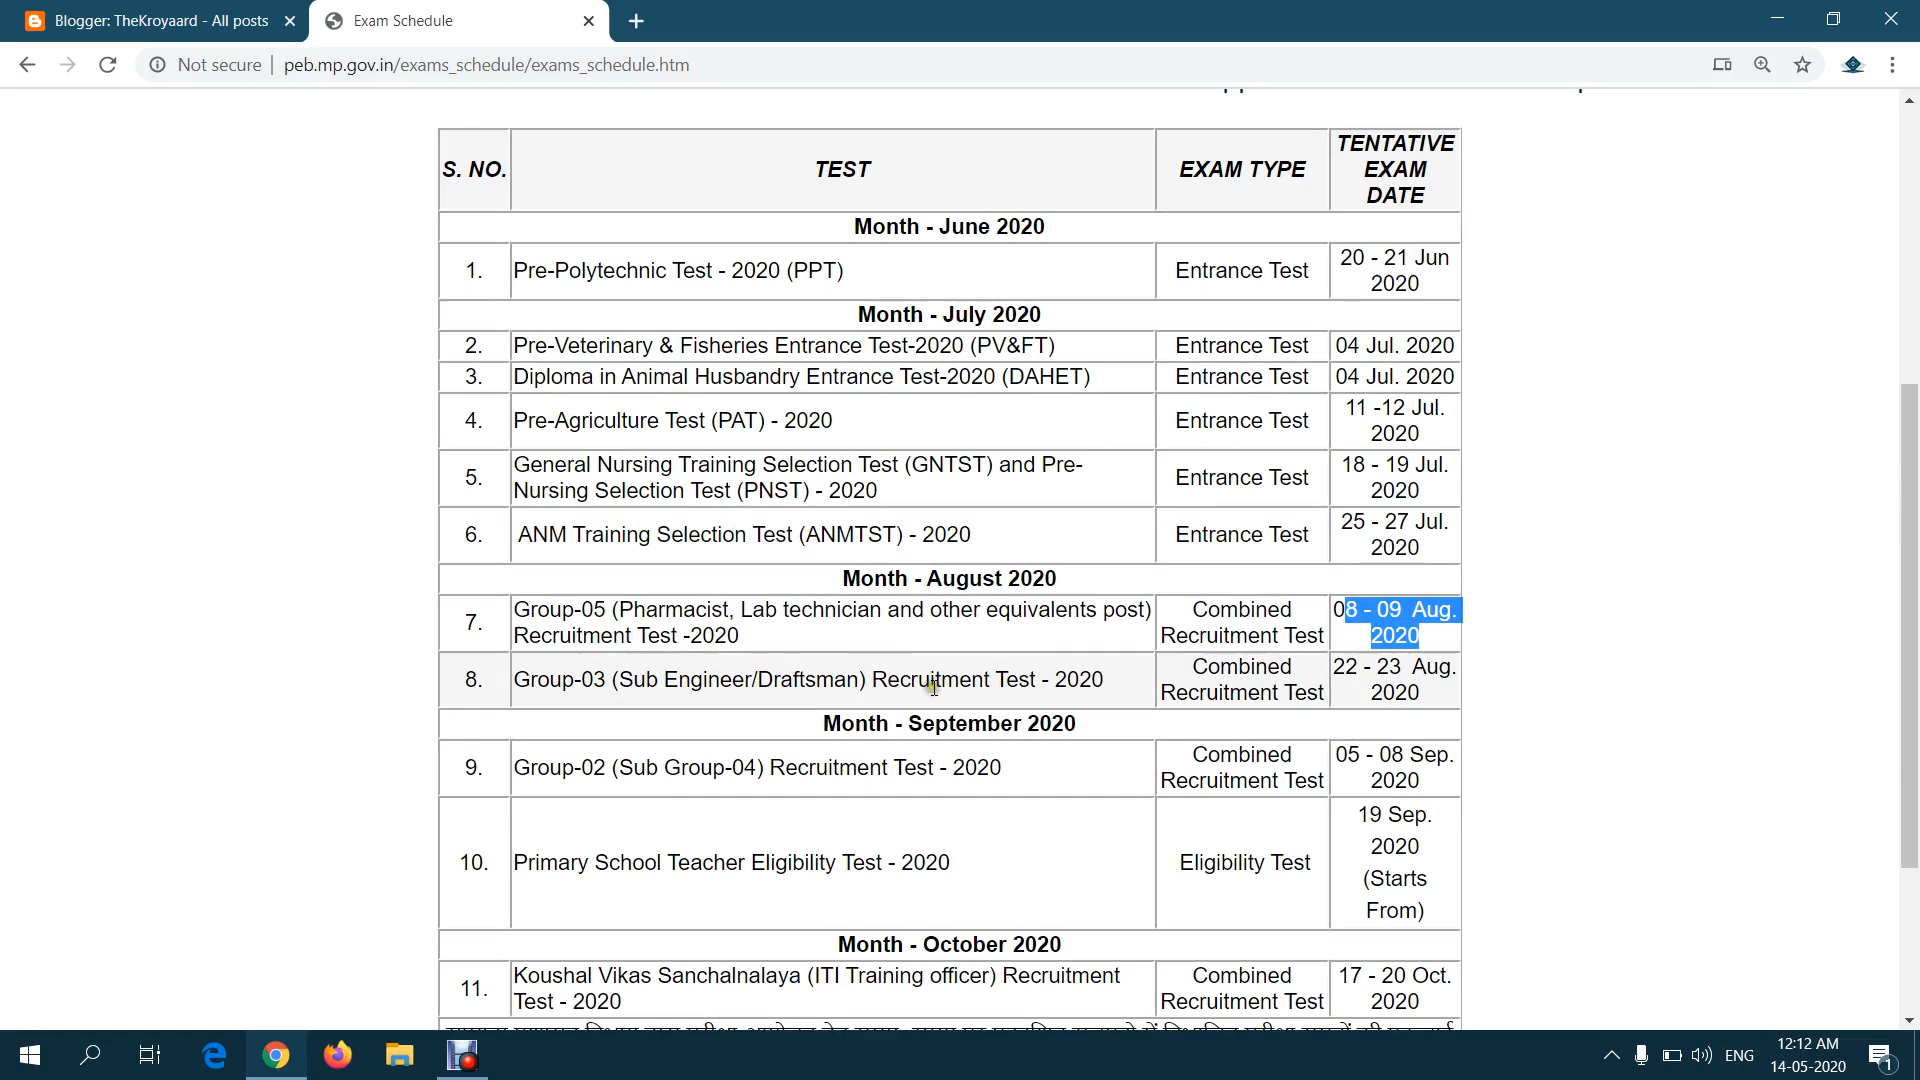 Blogger: TheKroyaard - All posts
Exam Schedule
Not secure
peb.mp.gov.in/exams_schedule/exams_schedule.htm
S. NO.
TEST
EXAM TYPE
TENTATIVE
EXAM
DATE
Month - June 2020
1.
Pre-Polytechnic Test - 2020 (PPT)
Entrance Test
20 - 21 Jun
2020
Month - July 2020
2.
Pre-Veterinary & Fisheries Entrance Test-2020 (PV&FT)
Entrance Test
04 Jul. 2020
3.
Diploma in Animal Husbandry Entrance Test-2020 (DAHET)
Entrance Test
04 Jul. 2020
4.
Pre-Agriculture Test (PAT) - 2020
Entrance Test
11 -12 Jul.
2020
5.
General Nursing Training Selection Test (GNTST) and Pre-
Nursing Selection Test (PNST) - 2020
Entrance Test
18 - 19 Jul.
2020
6.
ANM Training Selection Test (ANMTST) - 2020
Entrance Test
25 - 27 Jul.
2020
Month - August 2020
7.
Group-05 (Pharmacist, Lab technician and other equivalents post)
Recruitment Test -2020
Combined
Recruitment Test
08 - 09 Aug.
2020
8.
Group-03 (Sub Engineer/Draftsman) Recruitment Test - 2020
Combined
Recruitment Test
22 - 23 Aug.
2020
Month - September 2020
9.
Group-02 (Sub Group-04) Recruitment Test - 2020
Combined
Recruitment Test
05 - 08 Sep.
2020
10.
Primary School Teacher Eligibility Test - 2020
Eligibility Test
19 Sep.
2020
(Starts
From)
Month - October 2020
11.
Koushal Vikas Sanchalnalaya (ITI Training officer) Recruitment
Test - 2020
Combined
Recruitment Test
17 - 20 Oct.
2020
ENG
12:12 AM
14-05-2020
1